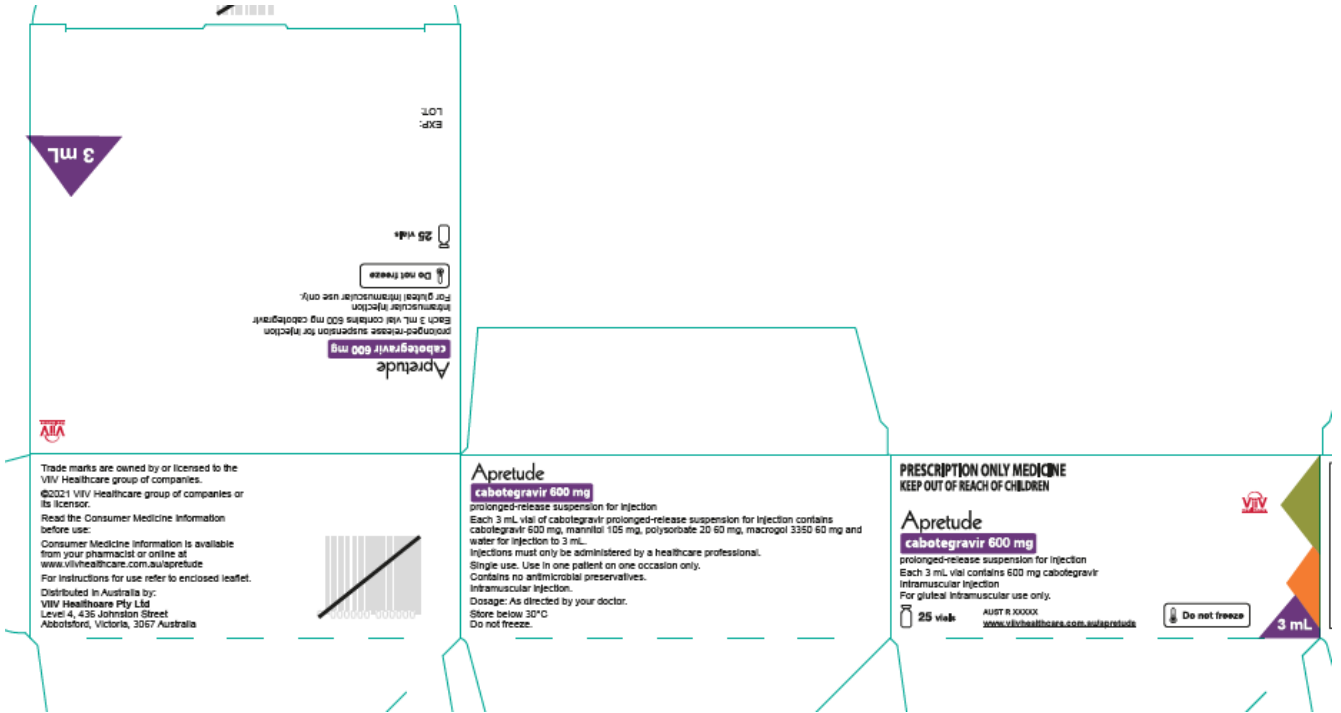 LOT:
EXP:
3 mL
25 vials
Do not freeze
For gluteal intramuscular use only.
Intramuscular injection
Each 3 mL vial contains 600 mg cabotegravir
prolonged-release suspension for injection
cabotegravir 600 mg
Apretude
ViiV
Trade marks are owned by or licensed to the
ViiV Healthcare group of companies.
©2021 ViiV Healthcare group of companies or
its licensor.
Read the Consumer Medicine Information
before use:
Consumer Medicine Information is available
from your pharmacist or online at
www.viivhealthcare.com.au/apretude
For instructions for use refer to enclosed leaflet.
Distributed in Australia by:
ViiV Healthcare Pty Ltd
Level 4, 436 Johnston Street
Abbotsford, Victoria, 3067 Australia
Apretude
cabotegravir 600 mg
prolonged-release suspension for injection
Each 3 mL vial of cabotegravir prolonged-release suspension for injection contains
cabotegravir 600 mg, mannitol 105 mg, polysorbate 20 60 mg, macrogol 3350 60 mg and
water for injection to 3 mL.
Injections must only be administered by a healthcare professional.
Single use. Use in one patient on one occasion only.
Contains no antimicrobial preservatives.
Intramuscular injection.
Dosage: As directed by your doctor.
Store below 30°C
Do not freeze.
PRESCRIPTION ONLY MEDICINE
KEEP OUT OF REACH OF CHILDREN
ViiV
Apretude
cabotegravir 600 mg
prolonged-release suspension for injection
Each 3 mL vial contains 600 mg cabotegravir
Intramuscular injection
For gluteal intramuscular use only.
25 vials
AUST R XXXXX
www.viivhealthcare.com.au/apretude
Do not freeze
3 mL